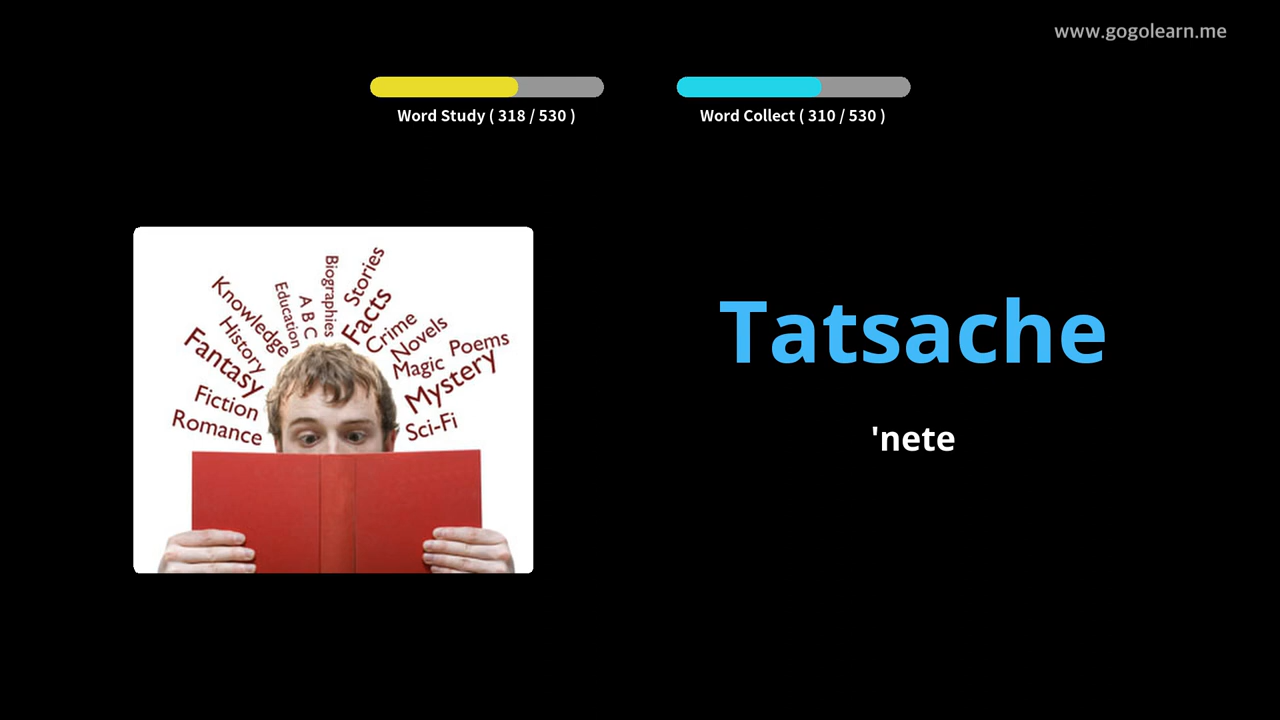 www.gogolearn.me
Word Study ( 318 / 530 )
Word Collect ( 310 / 530 )
Knowledge
History
Fantasy
Fiction
Romance
Education
A B C
Biographies
Stories
Facts
Crime
Novels
Magic
Poems
Mystery
Sci-Fi
Tatsache
'nete